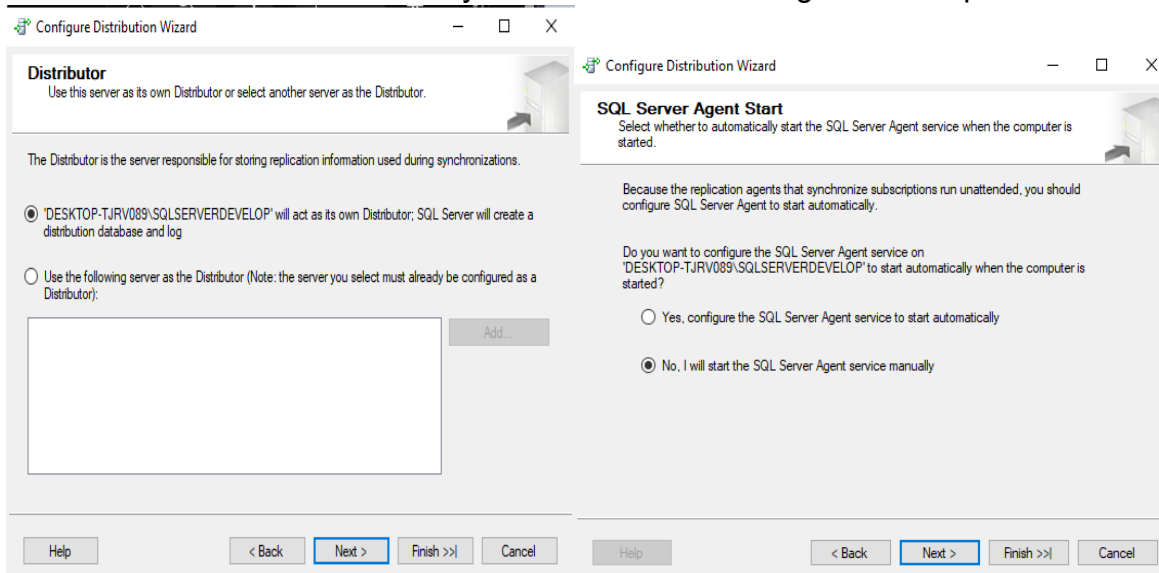 Configure Distribution Wizard
Distributor
Use this server as its own Distributor or select another server as the Distributor.
The Distributor is the server responsible for storing replication information used during synchronizations.
'DESKTOP-TJRV089\SQLSERVERDEVELOP' will act as its own Distributor; SQL Server will create a
distribution database and log
Use the following server as the Distributor (Note: the server you select must already be configured as a
Distributor):
Add...
Help
< Back
Next >
Finish >>|
Cancel
Configure Distribution Wizard
SQL Server Agent Start
Select whether to automatically start the SQL Server Agent service when the computer is
started.
Because the replication agents that synchronize subscriptions run unattended, you should
configure SQL Server Agent to start automatically.
Do you want to configure the SQL Server Agent service on
'DESKTOP-TJRV089\SQLSERVERDEVELOP' to start automatically when the computer is
started?
Yes, configure the SQL Server Agent service to start automatically
No, I will start the SQL Server Agent service manually
Help
< Back
Next >
Finish >>|
Cancel